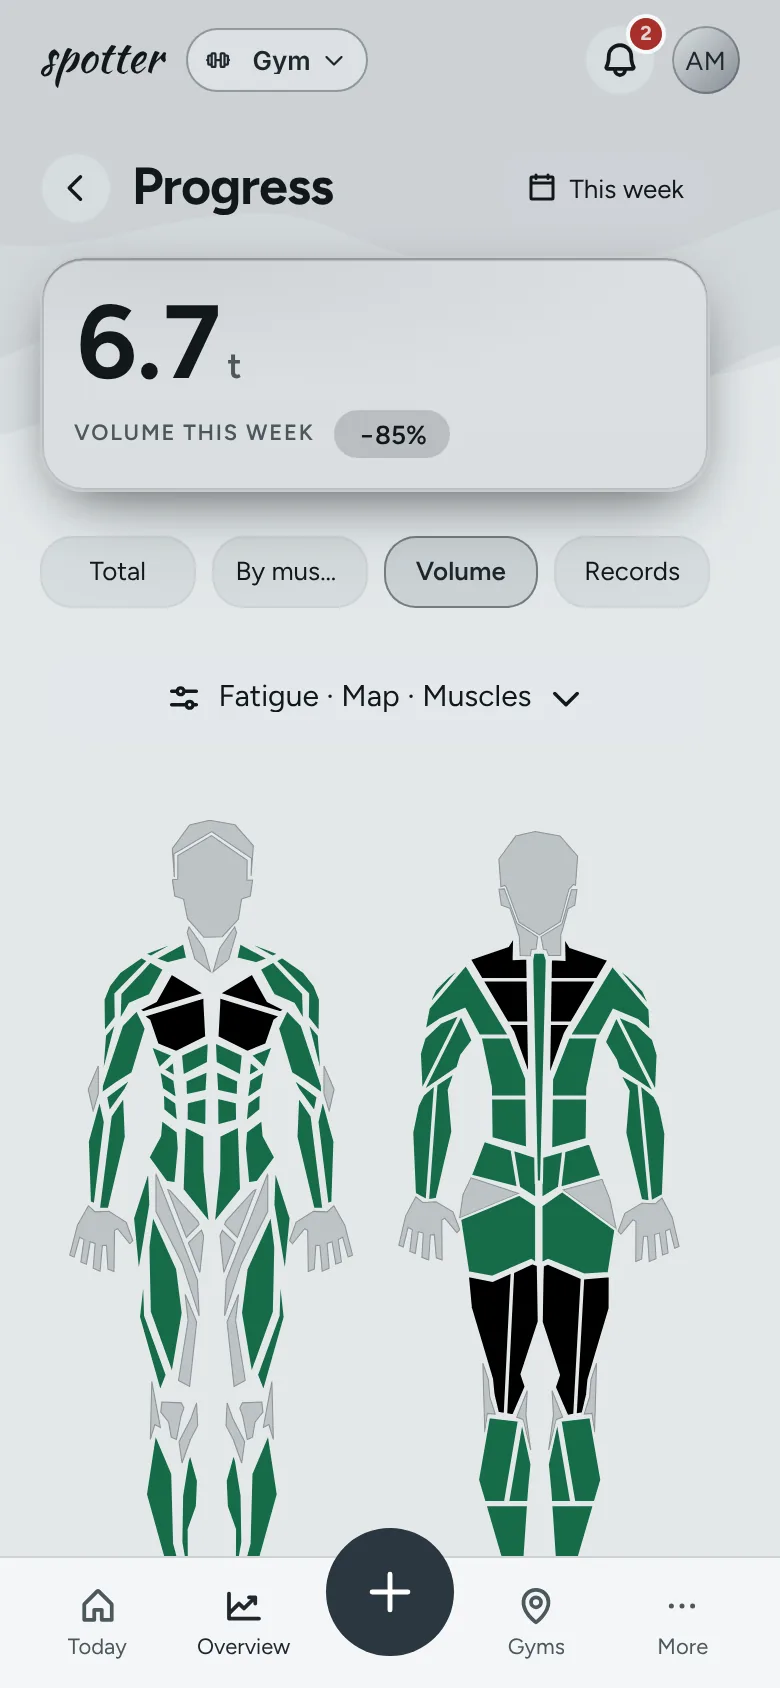 spotter
Gym
2
AM
Progress
This week
6.7 t
VOLUME THIS WEEK
-85%
Total
By mus...
Volume
Records
Fatigue · Map · Muscles
Today
Overview
Gyms
More